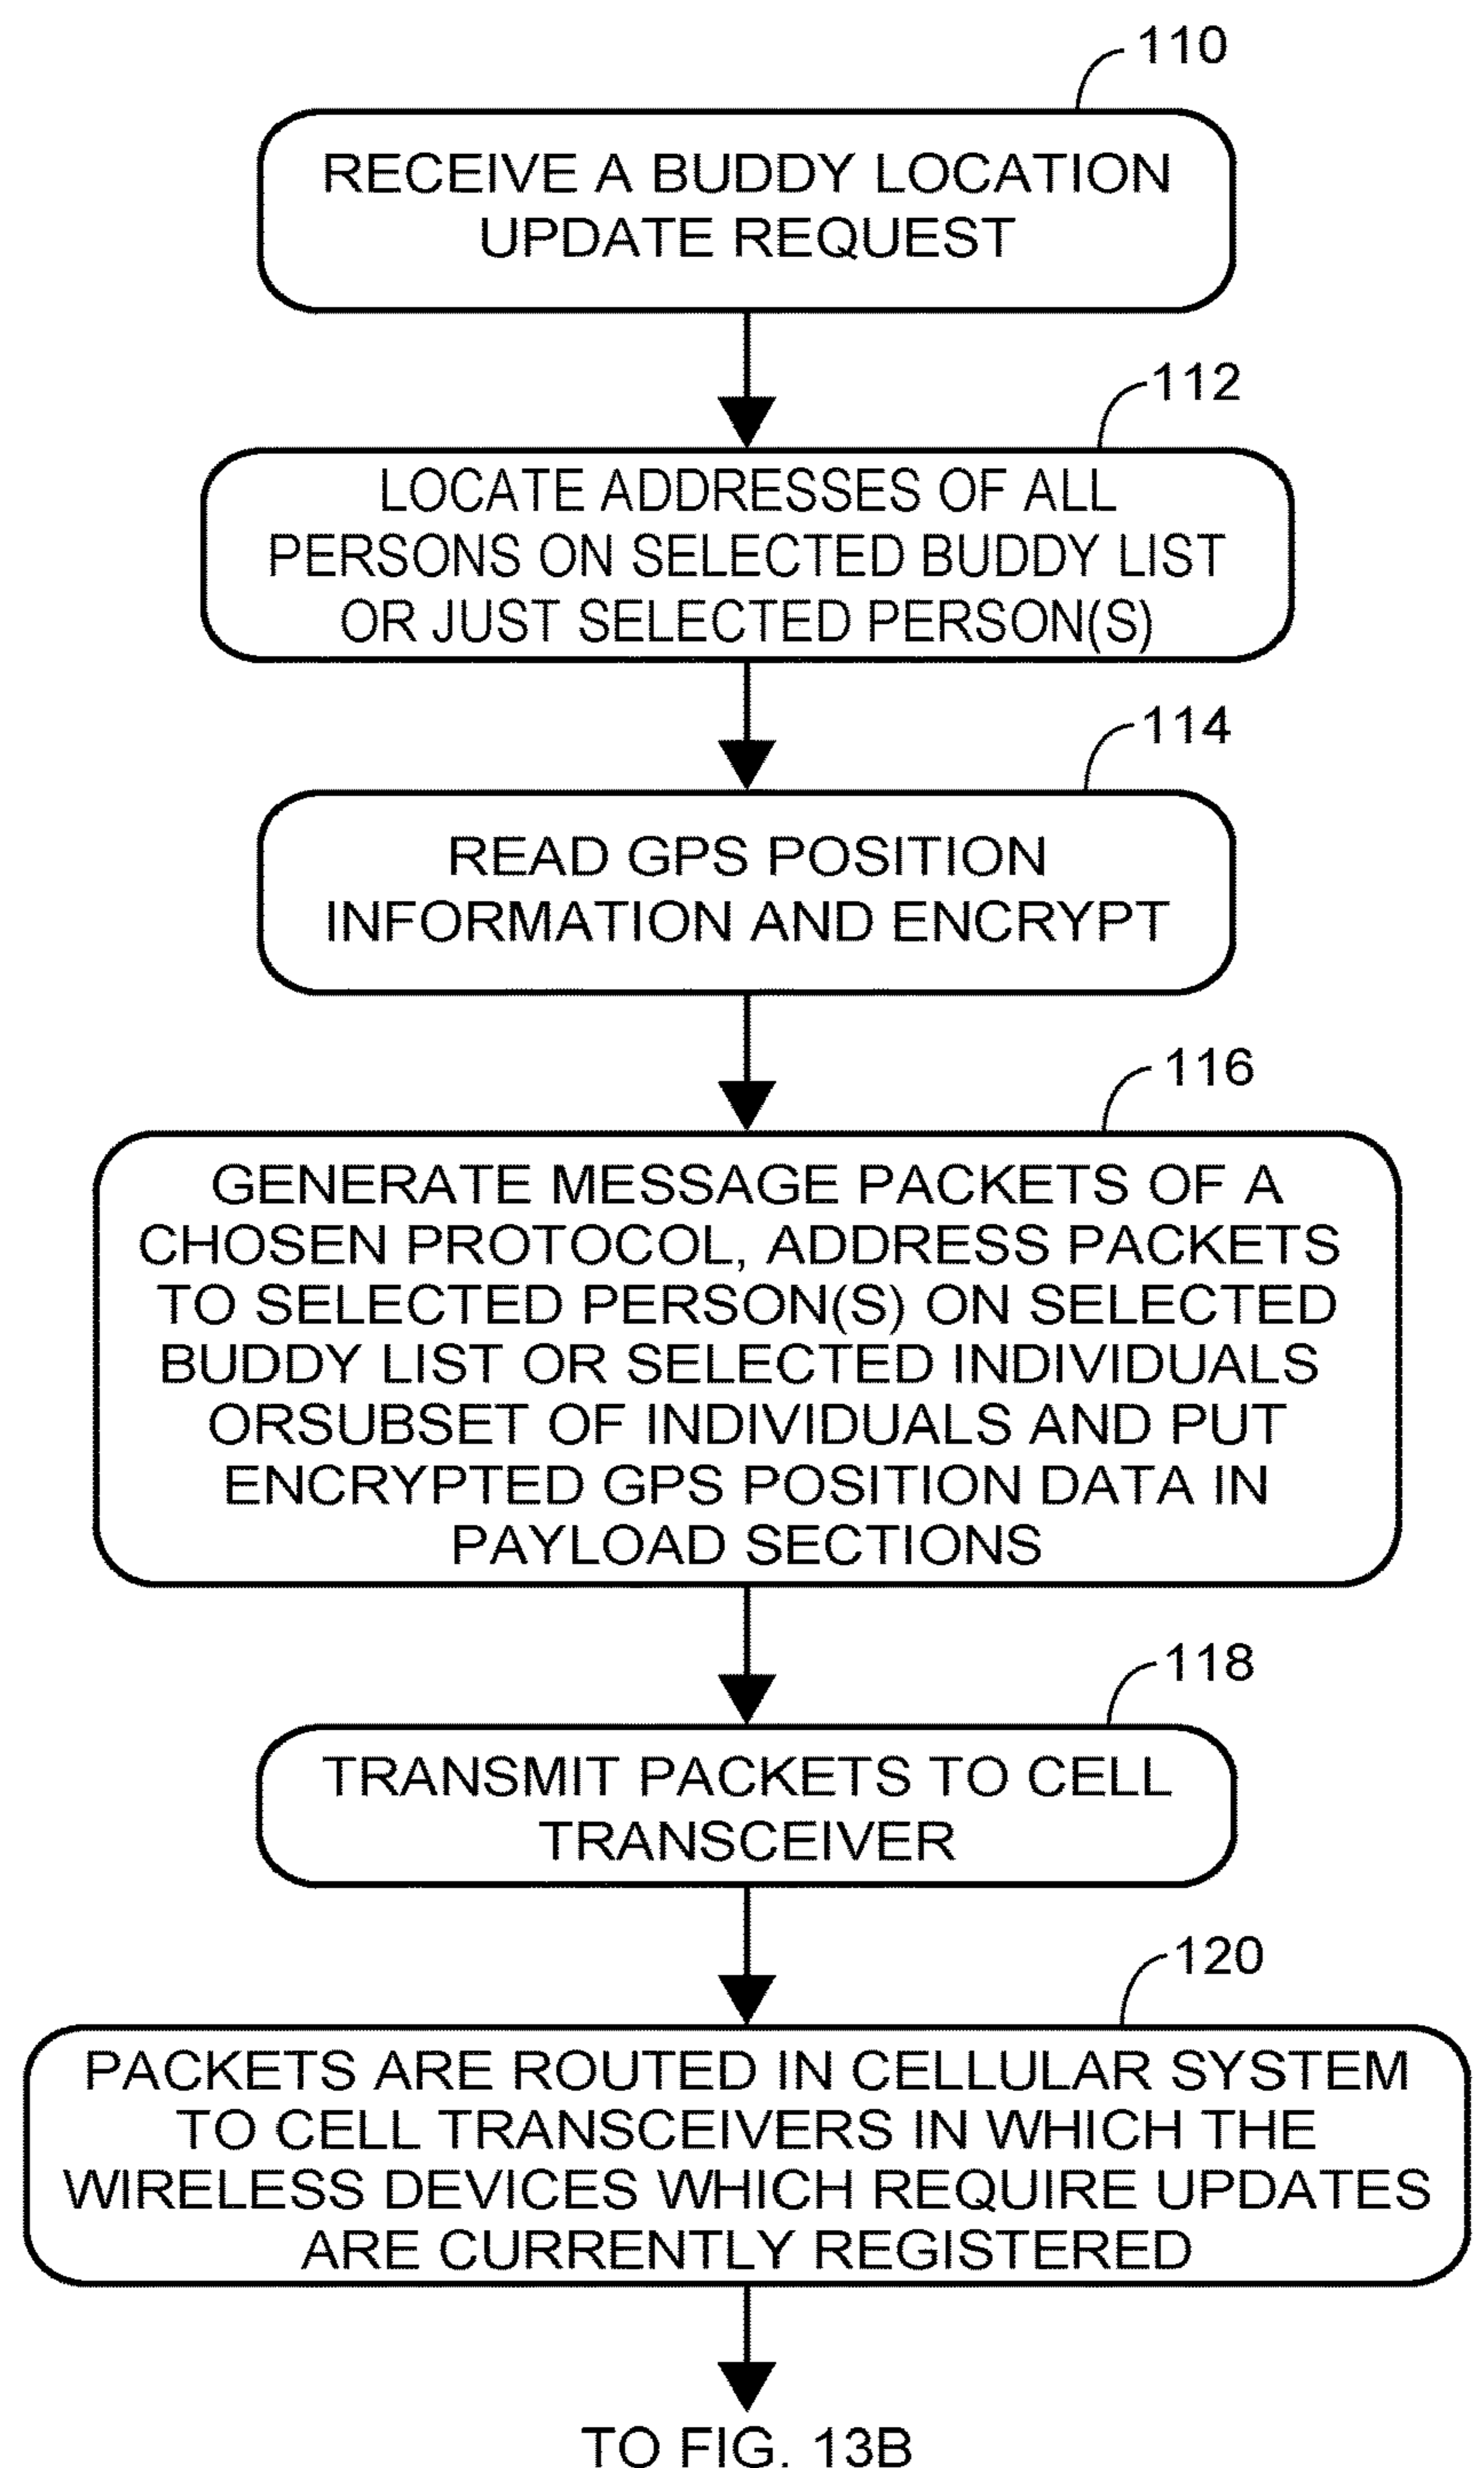 110
RECEIVE A BUDDY LOCATION
UPDATE REQUEST
112
LOCATE ADDRESSES OF ALL
PERSONS ON SELECTED BUDDY LIST
OR JUST SELECTED PERSON(S)
114
READ GPS POSITION
INFORMATION AND ENCRYPT
116
GENERATE MESSAGE PACKETS OF A
CHOSEN PROTOCOL, ADDRESS PACKETS
TO SELECTED PERSON(S) ON SELECTED
BUDDY LIST OR SELECTED INDIVIDUALS
ORSUBSET OF INDIVIDUALS AND PUT
ENCRYPTED GPS POSITION DATA IN
PAYLOAD SECTIONS
118
TRANSMIT PACKETS TO CELL
TRANSCEIVER
120
PACKETS ARE ROUTED IN CELLULAR SYSTEM
TO CELL TRANSCEIVERS IN WHICH THE
WIRELESS DEVICES WHICH REQUIRE UPDATES
ARE CURRENTLY REGISTERED
TO FIG. 13B